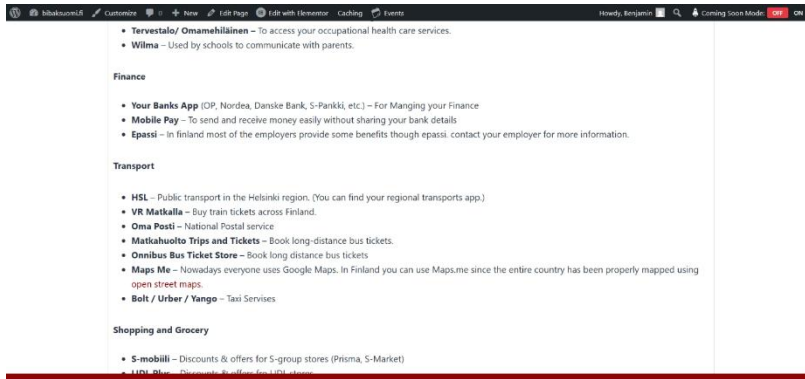 bibaksuomi.fi Customize 0 New Edit Page Edit with Elementor Caching Events Howdy, Benjamin Coming Soon Mode: OFF ON
• Tervestalo/ Omamehiläinen – To access your occupational health care services.
• Wilma – Used by schools to communicate with parents.
Finance
• Your Banks App (OP, Nordea, Danske Bank, S-Pankki, etc.) – For Manging your Finance
• Mobile Pay – To send and receive money easily without sharing your bank details
• Epassi – In finland most of the employers provide some benefits though epassi. contact your employer for more information.
Transport
• HSL – Public transport in the Helsinki region. (You can find your regional transports app.)
• VR Matkalla – Buy train tickets across Finland.
• Oma Posti – National Postal service
• Matkahuolto Trips and Tickets – Book long-distance bus tickets.
• Onnibus Bus Ticket Store – Book long distance bus tickets
• Maps Me – Nowadays everyone uses Google Maps. In Finland you can use Maps.me since the entire country has been properly mapped using
open street maps.
• Bolt / Urber / Yango – Taxi Servises
Shopping and Grocery
• S-mobiili – Discounts & offers for S-group stores (Prisma, S-Market)
• LIDL Plus – Discounts & offers fro LIDL stores